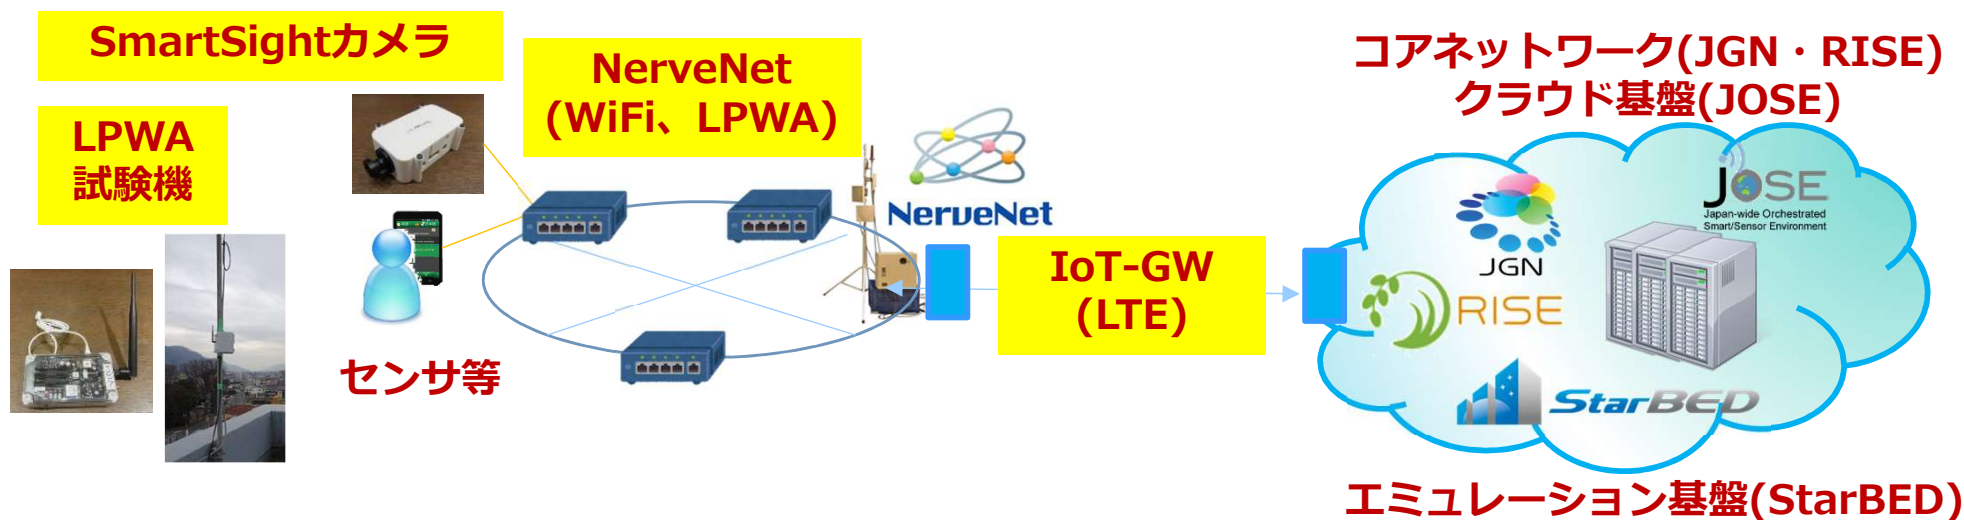 SmartSightカメラ
LPWA
試験機
センサ等
NerveNet
(WiFi、LPWA)
NerveNet
IoT-GW
(LTE)
コアネットワーク(JGN・RISE)
クラウド基盤(JOSE)
JOSE
Japan-wide Orchestrated
Smart/Sensor Environment
JGN
RISE
StarBED
エミュレーション基盤(StarBED)